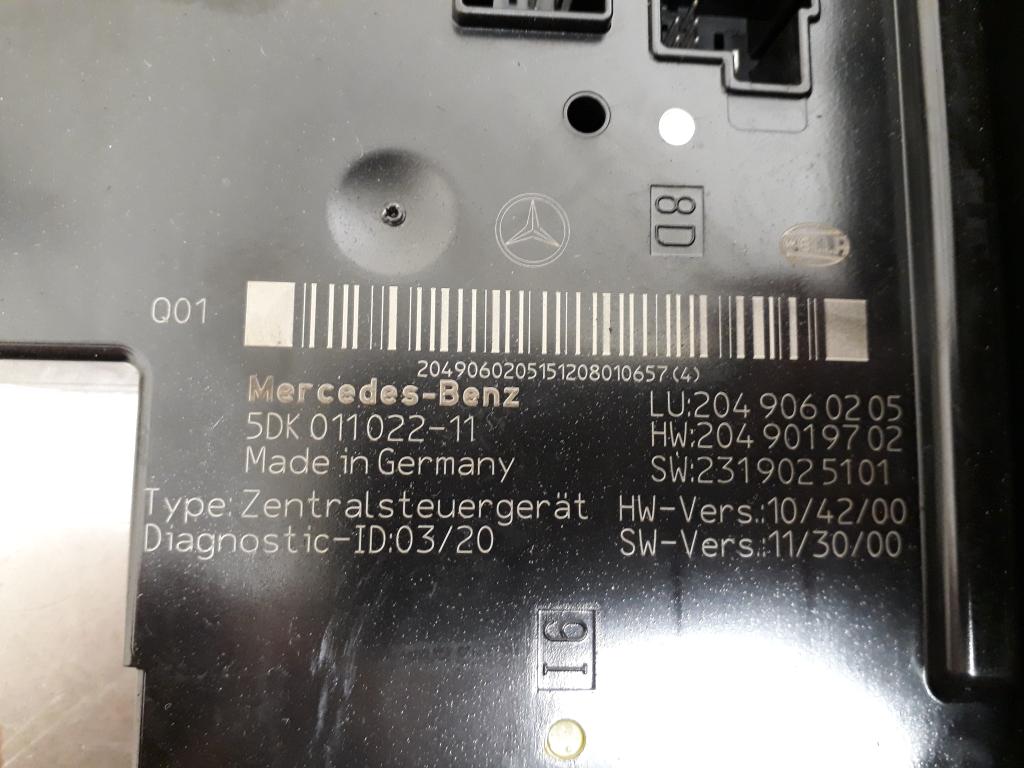 8D
HELLA
Q01
2049060205151208010657(4)
Mercedes-Benz
5DK 011 022-11
Made in Germany
LU:204 906 02 05
HW:204 901 97 02
SW:231 902 51 01
Type: Zentralsteuergerät
Diagnostic-ID:03/20
HW-Vers.:10/42/00
SW-Vers.:11/30/00
I6